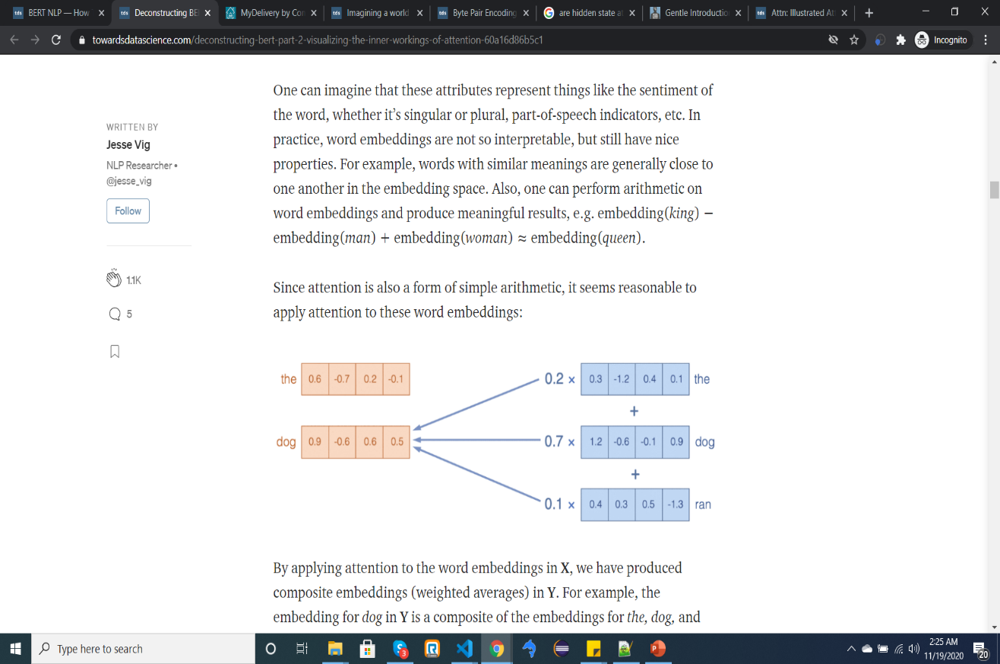 tds BERT NLP — How
tds Deconstructing BE
MyDelivery by Con
tds Imagining a world
tds Byte Pair Encoding
G are hidden state a
Gentle Introductio
tds Attn: Illustrated At
towardsdatascience.com/deconstructing-bert-part-2-visualizing-the-inner-workings-of-attention-60a16d86b5c1
Incognito
WRITTEN BY
Jesse Vig
NLP Researcher •
@jesse_vig
Follow
1.1K
5
One can imagine that these attributes represent things like the sentiment of
the word, whether it’s singular or plural, part-of-speech indicators, etc. In
practice, word embeddings are not so interpretable, but still have nice
properties. For example, words with similar meanings are generally close to
one another in the embedding space. Also, one can perform arithmetic on
word embeddings and produce meaningful results, e.g. embedding(king) −
embedding(man) + embedding(woman) ≈ embedding(queen).
Since attention is also a form of simple arithmetic, it seems reasonable to
apply attention to these word embeddings:
the 0.6 -0.7 0.2 -0.1 0.2 × 0.3 -1.2 0.4 0.1 the
+
dog 0.9 -0.6 0.6 0.5 0.7 × 1.2 -0.6 -0.1 0.9 dog
+
0.1 × 0.4 0.3 0.5 -1.3 ran
By applying attention to the word embeddings in X, we have produced
composite embeddings (weighted averages) in Y. For example, the
embedding for dog in Y is a composite of the embeddings for the, dog, and
Type here to search
2:25 AM
11/19/2020
20